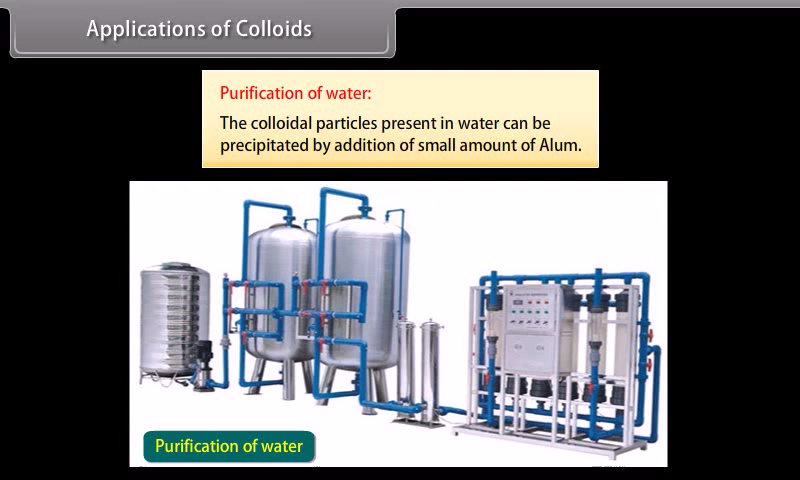 Applications of Colloids
Purification of water:
The colloidal particles present in water can be
precipitated by addition of small amount of Alum.
Purification of water